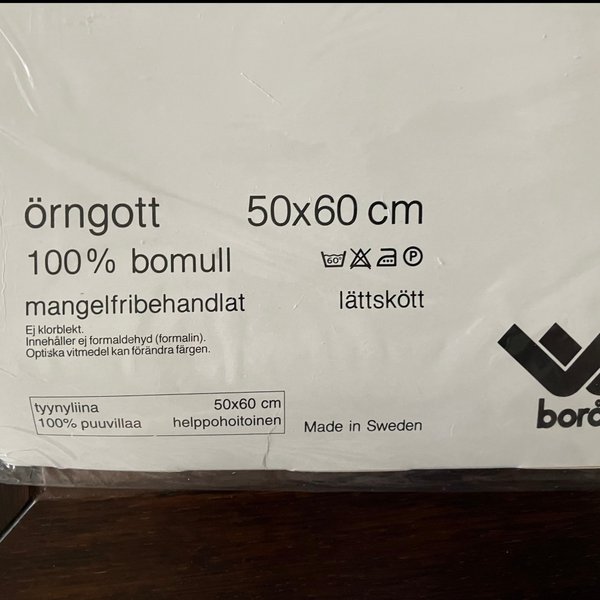 örngott 50x60 cm
100% bomull
60°
P
mangelfribehandlat lättskött
Ej klorblekt.
Innehåller ej formaldehyd (formalin).
Optiska vitmedel kan förändra färgen.
tyynyliina 50x60 cm
100% puuvillaa helppohoitoinen
Made in Sweden
borå